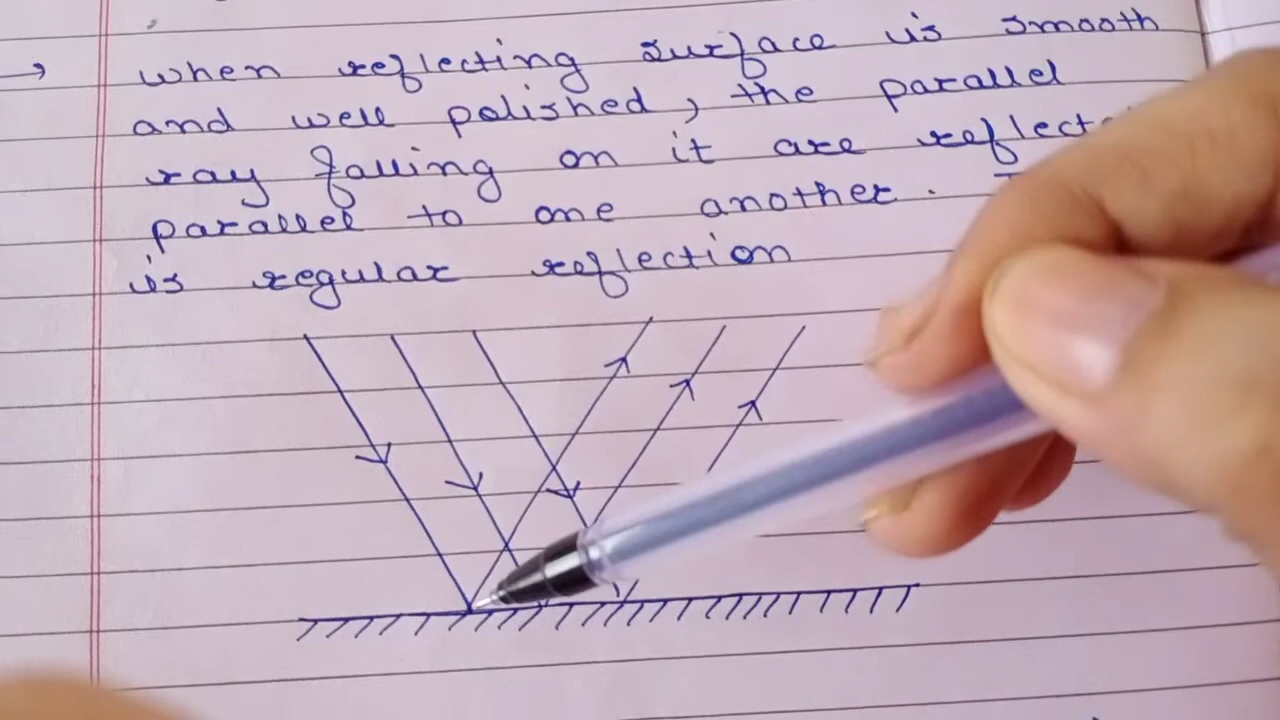 → when reflecting surface is smooth
and well polished, the parallel
ray falling on it are
parallel to one another.
is regular reflection